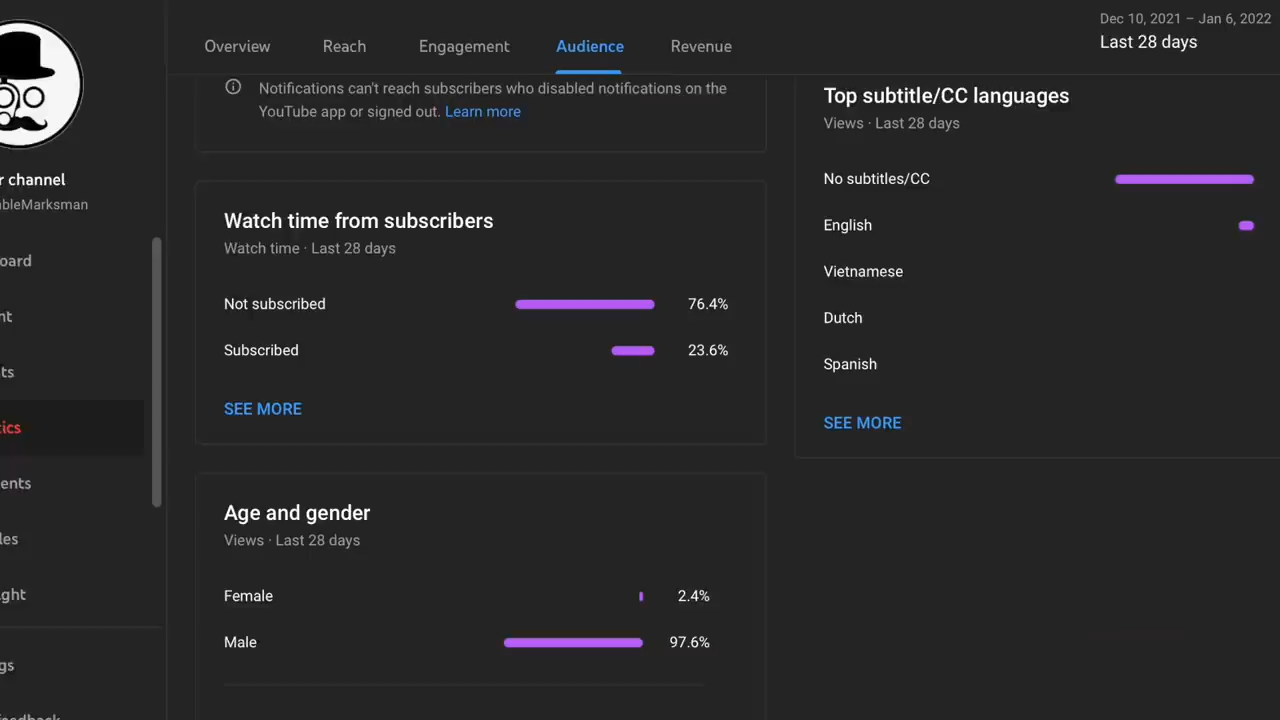 Overview
Reach
Engagement
Audience
Revenue
Dec 10, 2021 – Jan 6, 2022
Last 28 days
r channel
bleMarksman
oard
nt
ts
tics
ents
les
ght
gs
Notifications can't reach subscribers who disabled notifications on the
YouTube app or signed out. Learn more
Watch time from subscribers
Watch time · Last 28 days
Not subscribed 76.4%
Subscribed 23.6%
SEE MORE
Age and gender
Views · Last 28 days
Female 2.4%
Male 97.6%
Top subtitle/CC languages
Views · Last 28 days
No subtitles/CC
English
Vietnamese
Dutch
Spanish
SEE MORE